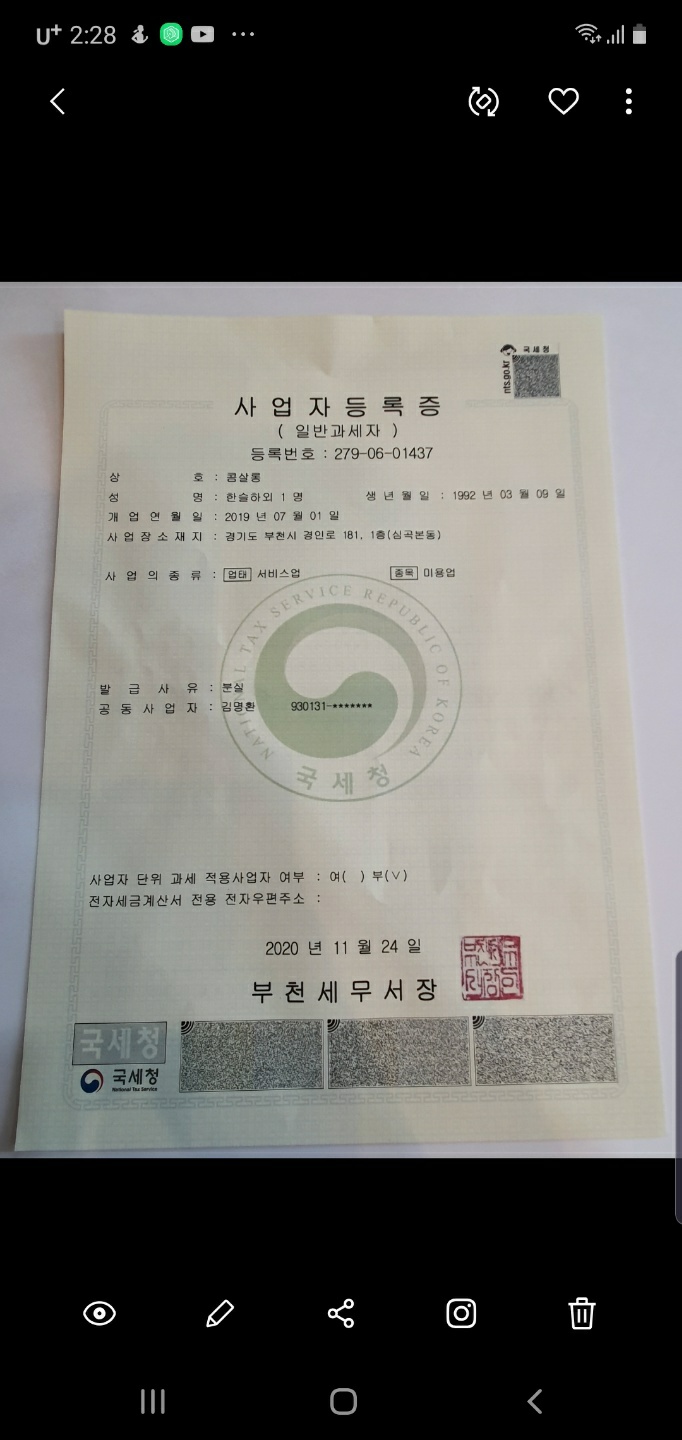 U+ 2:28
국세청
nts.go.kr
사업자등록증
( 일반과세자 )
등록번호 : 279-06-01437
상 호 : 콤살롱
성 명 : 한슬하외 1 명 생 년 월 일 : 1992 년 03 월 09 일
개 업 연 월 일 : 2019 년 07 월 01 일
사 업 장 소 재 지 : 경기도 부천시 경인로 181, 1층(심곡본동)
사 업 의 종 류 : 업태 서비스업 종목 미용업
NATIONAL TAX SERVICE REPUBLIC OF KOREA
발 급 사 유 : 분실
공 동 사 업 자 : 김명환 930131-*******
국세청
사업자 단위 과세 적용사업자 여부 : 여( ) 부(∨)
전자세금계산서 전용 전자우편주소 :
2020 년 11 월 24 일
부천세무서장
국세청
국세청
National Tax Service